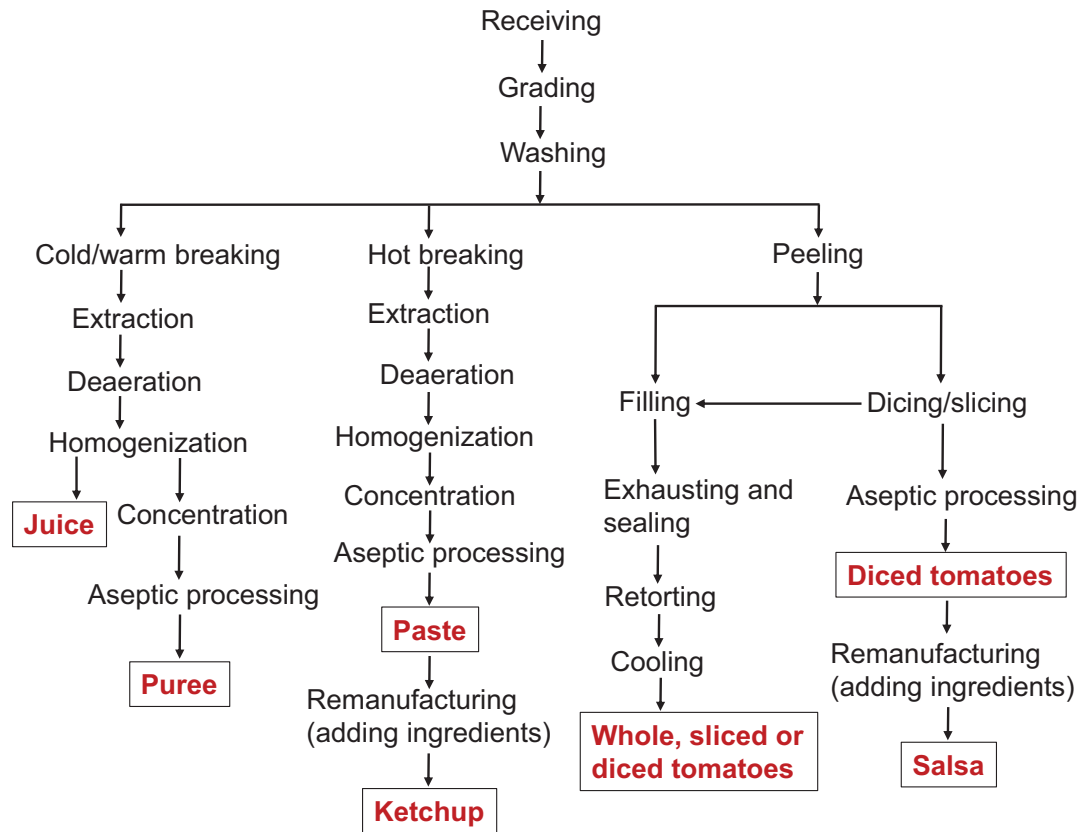 Receiving
Grading
Washing
Cold/warm breaking
Extraction
Deaeration
Homogenization
Juice
Concentration
Aseptic processing
Puree
Hot breaking
Extraction
Deaeration
Homogenization
Concentration
Aseptic processing
Paste
Remanufacturing
(adding ingredients)
Ketchup
Peeling
Filling
Exhausting and
sealing
Retorting
Cooling
Whole, sliced or
diced tomatoes
Dicing/slicing
Aseptic processing
Diced tomatoes
Remanufacturing
(adding ingredients)
Salsa